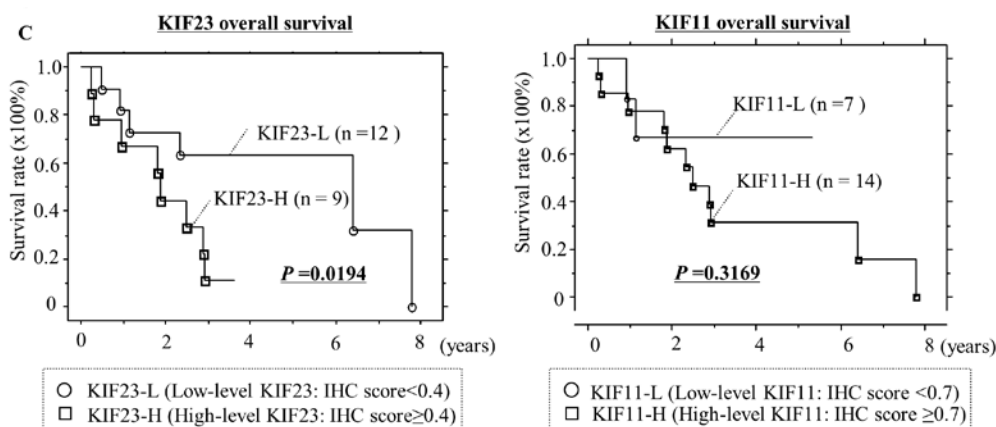 C
KIF23 overall survival
Survival rate (x100%)
1.0
0.8
0.6
0.4
0.2
0
KIF23-L (n =12 )
KIF23-H (n = 9)
P =0.0194
0 2 4 6 8 (years)
KIF23-L (Low-level KIF23: IHC score<0.4)
KIF23-H (High-level KIF23: IHC score≥0.4)
KIF11 overall survival
Survival rate (x100%)
1.0
0.8
0.6
0.4
0.2
0
KIF11-L (n =7 )
KIF11-H (n = 14)
P =0.3169
0 2 4 6 8 (years)
KIF11-L (Low-level KIF11: IHC score <0.7)
KIF11-H (High-level KIF11: IHC score ≥0.7)